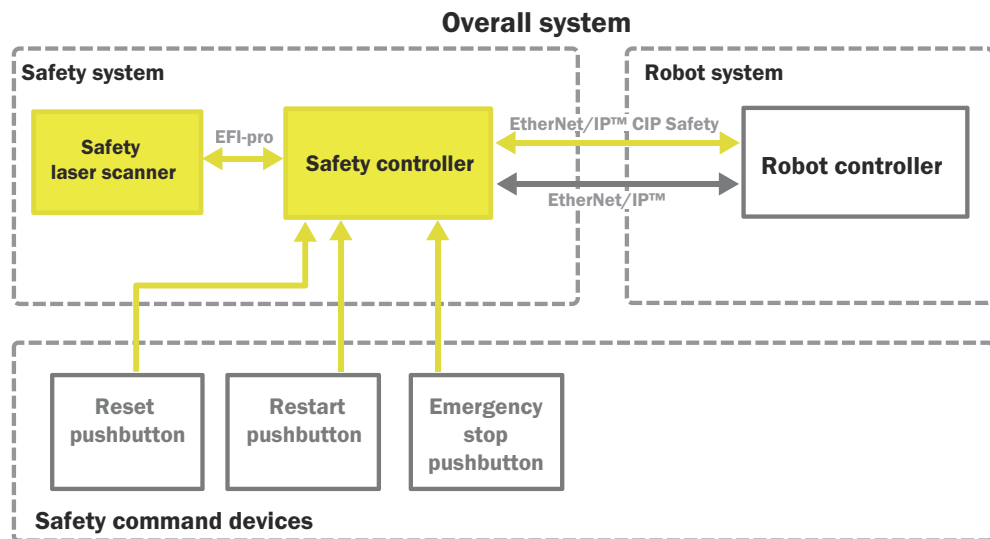 Overall system
Safety system
Robot system
Safety
laser scanner
EFI-pro
Safety controller
EtherNet/IP™ CIP Safety
EtherNet/IP™
Robot controller
Reset
pushbutton
Restart
pushbutton
Emergency
stop
pushbutton
Safety command devices